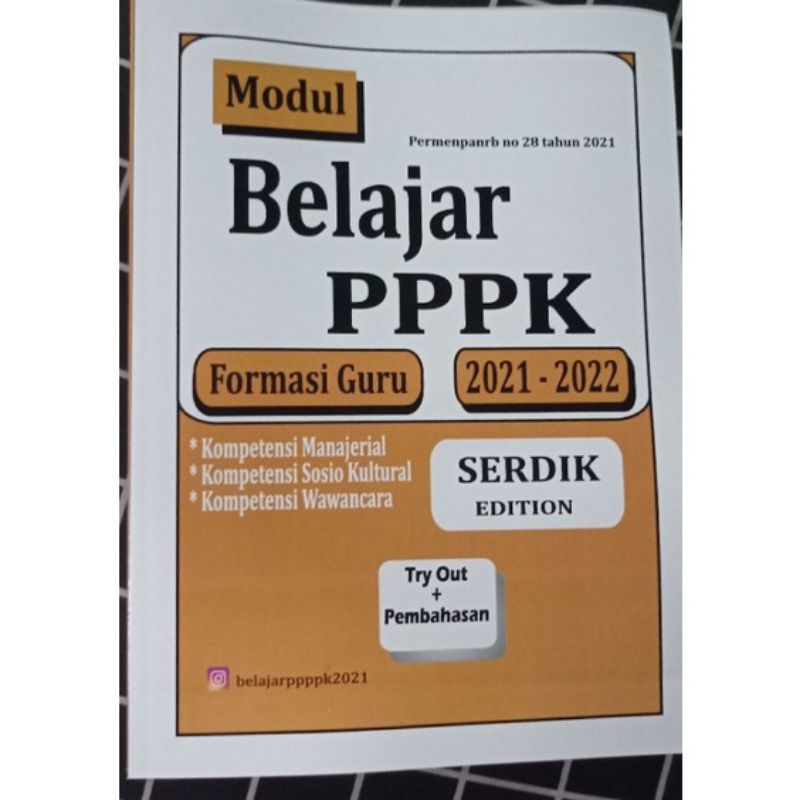 Modul
Permenpanrb no 28 tahun 2021
Belajar
PPPK
Formasi Guru
2021 - 2022
* Kompetensi Manajerial
* Kompetensi Sosio Kultural
* Kompetensi Wawancara
SERDIK
EDITION
Try Out
+
Pembahasan
belajarppppk2021